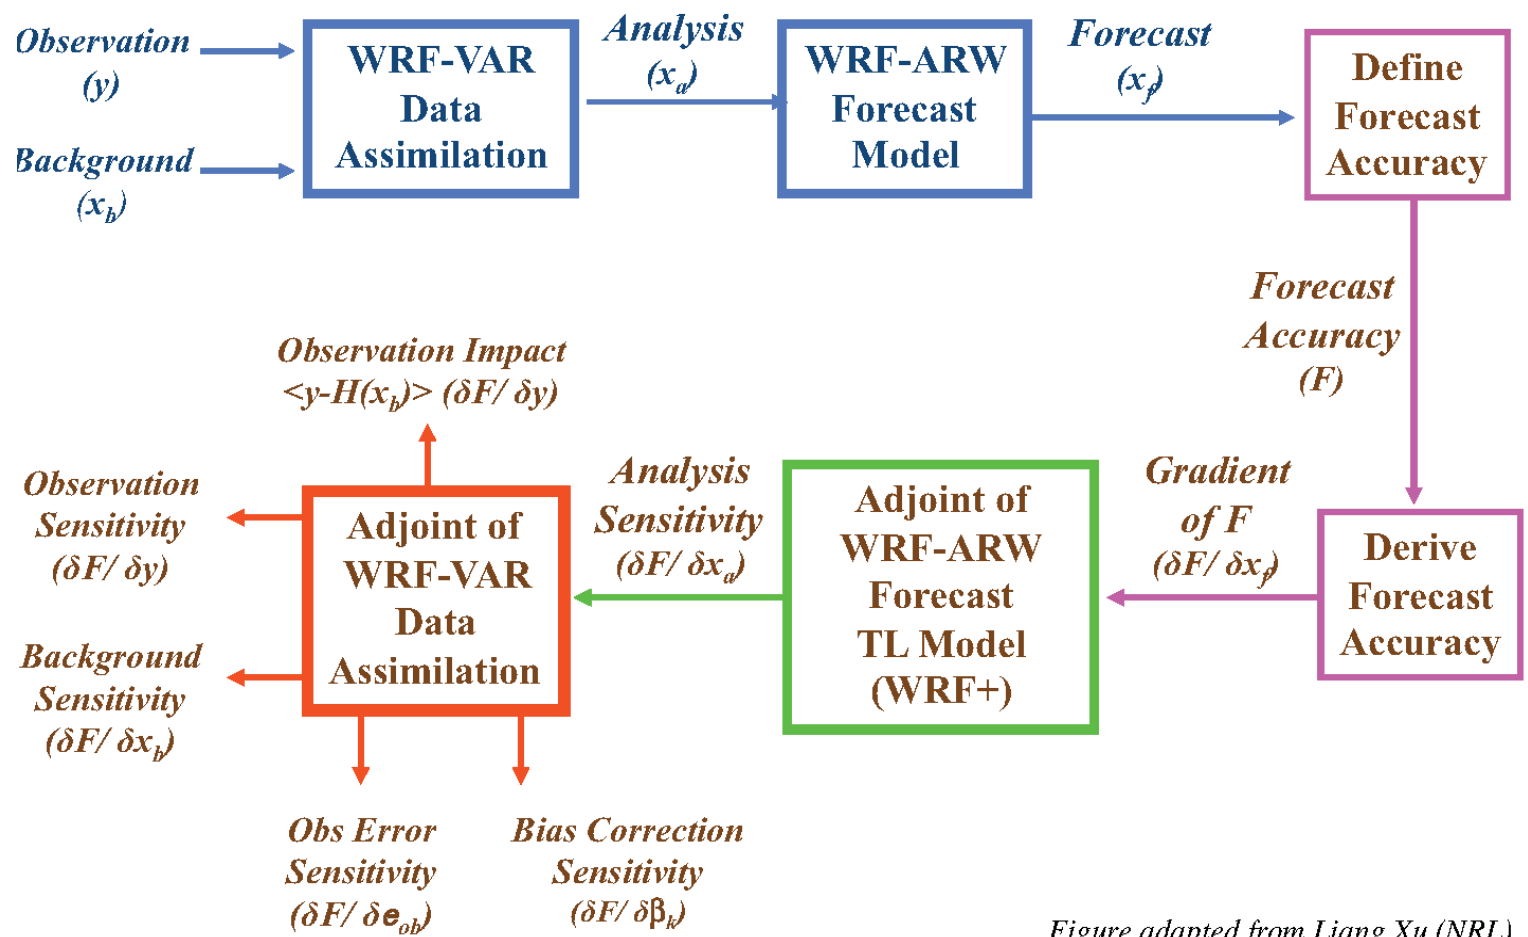 Observation
(y)
Background
(x_b)
WRF-VAR
Data
Assimilation
Analysis
(x_a)
WRF-ARW
Forecast
Model
Forecast
(x_f)
Define
Forecast
Accuracy
Forecast
Accuracy
(F)
Derive
Forecast
Accuracy
Gradient
of F
(δF/ δx_f)
Adjoint of
WRF-ARW
Forecast
TL Model
(WRF+)
Analysis
Sensitivity
(δF/ δx_a)
Adjoint of
WRF-VAR
Data
Assimilation
Observation Impact
<y-H(x_b)> (δF/ δy)
Observation
Sensitivity
(δF/ δy)
Background
Sensitivity
(δF/ δx_b)
Obs Error
Sensitivity
(δF/ δe_ob)
Bias Correction
Sensitivity
(δF/ δβ_k)
Figure adapted from Liang Xu (NRL)